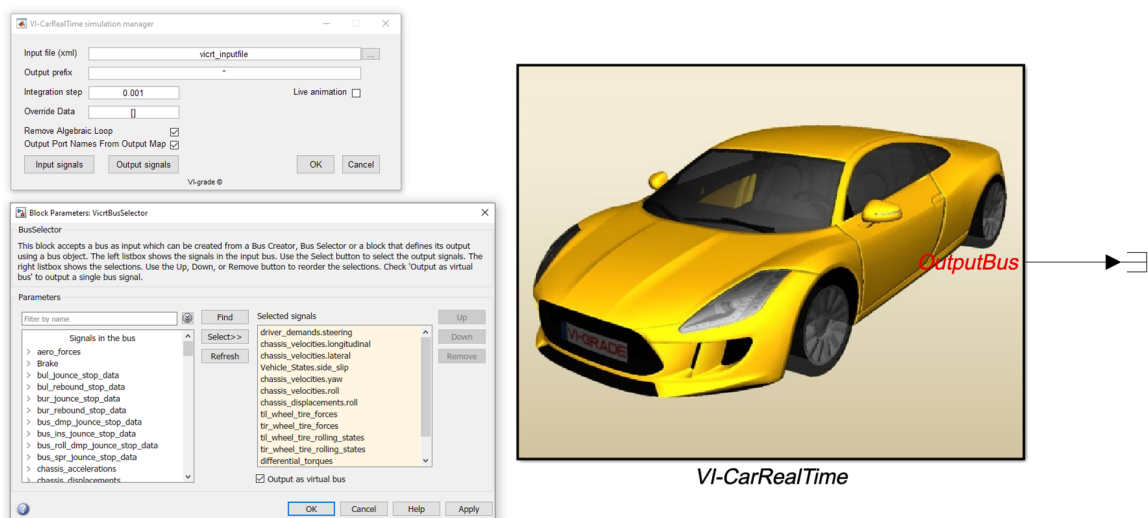 VI-CarRealTime simulation manager
Input file (xml)
vicrt_inputfile
...
Output prefix
''
Integration step
0.001
Live animation
Override Data
[]
Remove Algebraic Loop
Output Port Names From Output Map
Input signals
Output signals
OK
Cancel
VI-grade ©
Block Parameters: VicrtBusSelector
BusSelector
This block accepts a bus as input which can be created from a Bus Creator, Bus Selector or a block that defines its output
using a bus object. The left listbox shows the signals in the input bus. Use the Select button to select the output signals. The
right listbox shows the selections. Use the Up, Down, or Remove button to reorder the selections. Check 'Output as virtual
bus' to output a single bus signal.
Parameters
Filter by name
Find
Select>>
Refresh
Signals in the bus
aero_forces
Brake
bul_jounce_stop_data
bul_rebound_stop_data
bur_jounce_stop_data
bur_rebound_stop_data
bus_dmp_jounce_stop_data
bus_ins_jounce_stop_data
bus_roll_dmp_jounce_stop_data
bus_spr_jounce_stop_data
chassis_accelerations
chassis_displacements
Selected signals
driver_demands.steering
chassis_velocities.longitudinal
chassis_velocities.lateral
Vehicle_States.side_slip
chassis_velocities.yaw
chassis_velocities.roll
chassis_displacements.roll
til_wheel_tire_forces
tir_wheel_tire_forces
til_wheel_tire_rolling_states
tir_wheel_tire_rolling_states
differential_torques
Up
Down
Remove
Output as virtual bus
OK
Cancel
Help
Apply
OutputBus
VI-GRADE
VI-CarRealTime